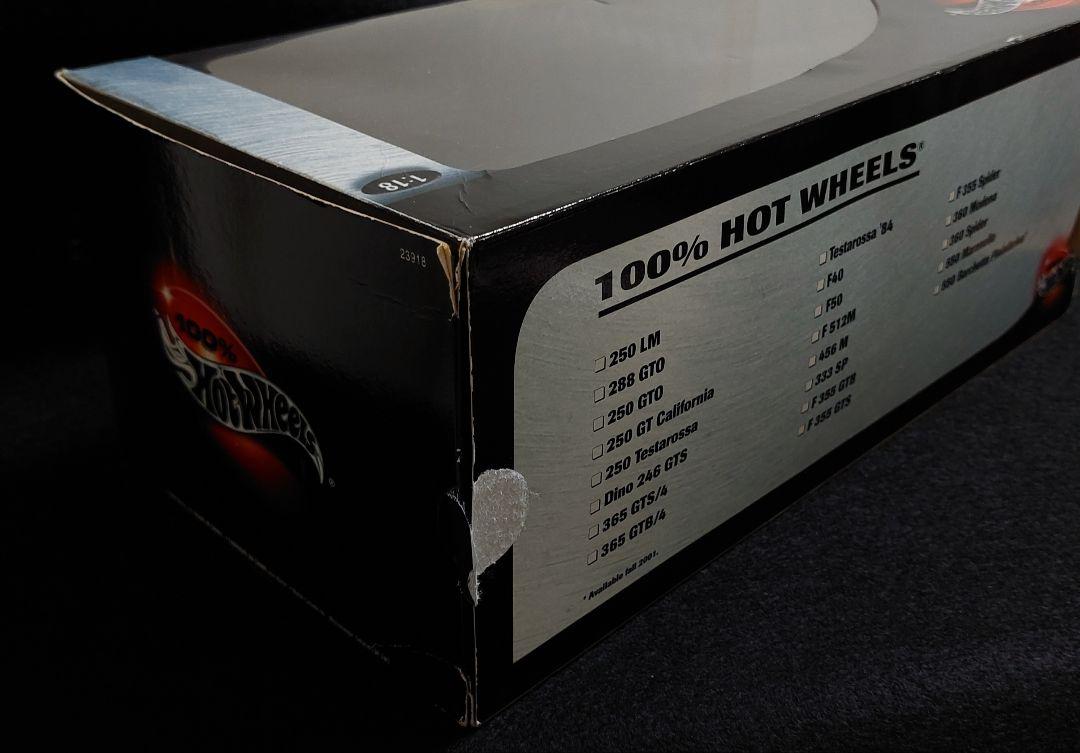 1:18
23918
100%
Hot Wheels
®
100% HOT WHEELS®
250 LM
288 GTO
250 GTO
250 GT California
250 Testarossa
Dino 246 GTS
365 GTS/4
365 GTB/4
* Available fall 2001.
Testarossa '84
F40
F50
F 512M
456 M
333 SP
F 355 GTB
F 355 GTS
F 355 Spider
360 Modena
360 Spider
550 Maranello
550 Barchetta